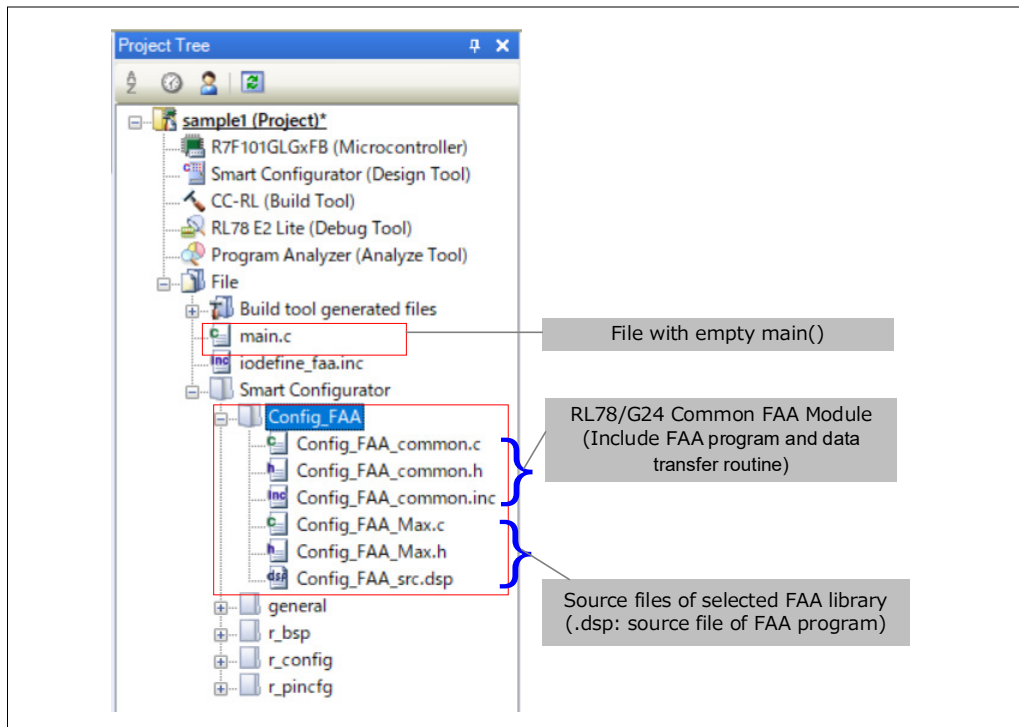 Project Tree
sample1 (Project)*
R7F101GLGxFB (Microcontroller)
Smart Configurator (Design Tool)
CC-RL (Build Tool)
RL78 E2 Lite (Debug Tool)
Program Analyzer (Analyze Tool)
File
Build tool generated files
main.c
iodefine_faa.inc
Smart Configurator
Config_FAA
Config_FAA_common.c
Config_FAA_common.h
Config_FAA_common.inc
Config_FAA_Max.c
Config_FAA_Max.h
Config_FAA_src.dsp
general
r_bsp
r_config
r_pincfg
File with empty main()
RL78/G24 Common FAA Module
(Include FAA program and data
transfer routine)
Source files of selected FAA library
(.dsp: source file of FAA program)